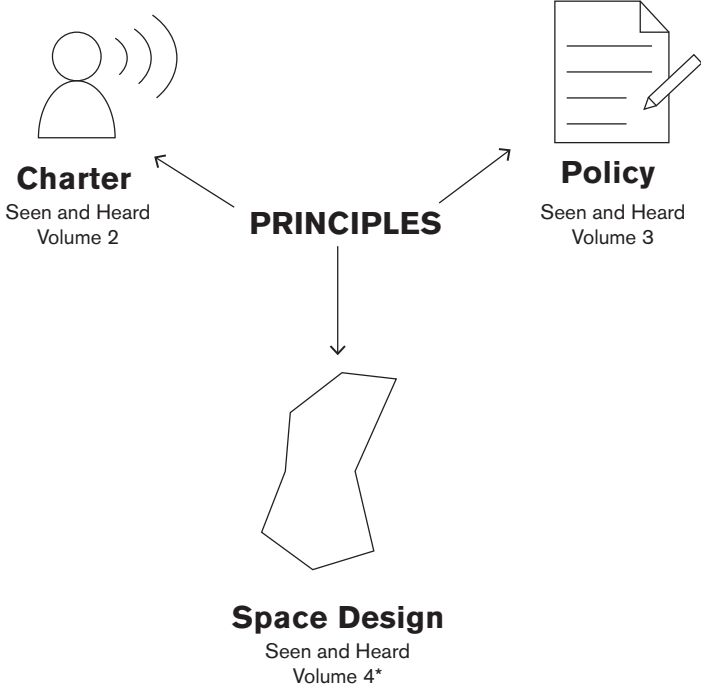 Charter
Seen and Heard
Volume 2
Policy
Seen and Heard
Volume 3
PRINCIPLES
Space Design
Seen and Heard
Volume 4*